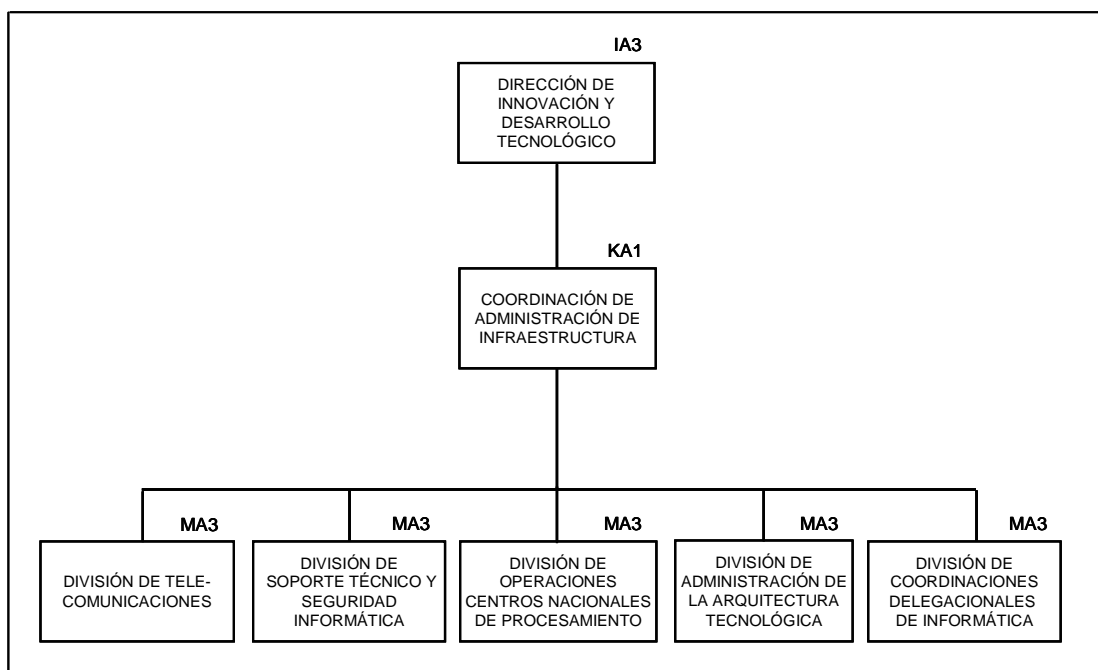 IA3
DIRECCIÓN DE
INNOVACIÓN Y
DESARROLLO
TECNOLÓGICO
KA1
COORDINACIÓN DE
ADMINISTRACIÓN DE
INFRAESTRUCTURA
MA3
DIVISIÓN DE TELE-
COMUNICACIONES
MA3
DIVISIÓN DE
SOPORTE TÉCNICO Y
SEGURIDAD
INFORMÁTICA
MA3
DIVISIÓN DE
OPERACIONES
CENTROS NACIONALES
DE PROCESAMIENTO
MA3
DIVISIÓN DE
ADMINISTRACIÓN DE
LA ARQUITECTURA
TECNOLÓGICA
MA3
DIVISIÓN DE
COORDINACIONES
DELEGACIONALES
DE INFORMÁTICA